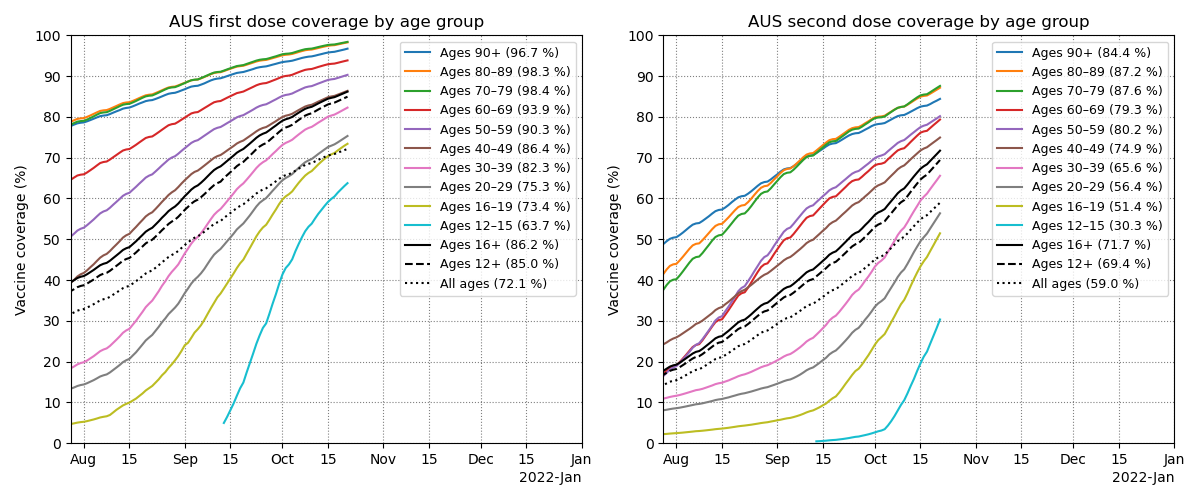 AUS first dose coverage by age group
Vaccine coverage (%)
100
90
80
70
60
50
40
30
20
10
0
Ages 90+ (96.7 %)
Ages 80–89 (98.3 %)
Ages 70–79 (98.4 %)
Ages 60–69 (93.9 %)
Ages 50–59 (90.3 %)
Ages 40–49 (86.4 %)
Ages 30–39 (82.3 %)
Ages 20–29 (75.3 %)
Ages 16–19 (73.4 %)
Ages 12–15 (63.7 %)
Ages 16+ (86.2 %)
Ages 12+ (85.0 %)
All ages (72.1 %)
Aug 15 Sep 15 Oct 15 Nov 15 Dec 15 Jan
2022-Jan
AUS second dose coverage by age group
Vaccine coverage (%)
100
90
80
70
60
50
40
30
20
10
0
Ages 90+ (84.4 %)
Ages 80–89 (87.2 %)
Ages 70–79 (87.6 %)
Ages 60–69 (79.3 %)
Ages 50–59 (80.2 %)
Ages 40–49 (74.9 %)
Ages 30–39 (65.6 %)
Ages 20–29 (56.4 %)
Ages 16–19 (51.4 %)
Ages 12–15 (30.3 %)
Ages 16+ (71.7 %)
Ages 12+ (69.4 %)
All ages (59.0 %)
Aug 15 Sep 15 Oct 15 Nov 15 Dec 15 Jan
2022-Jan